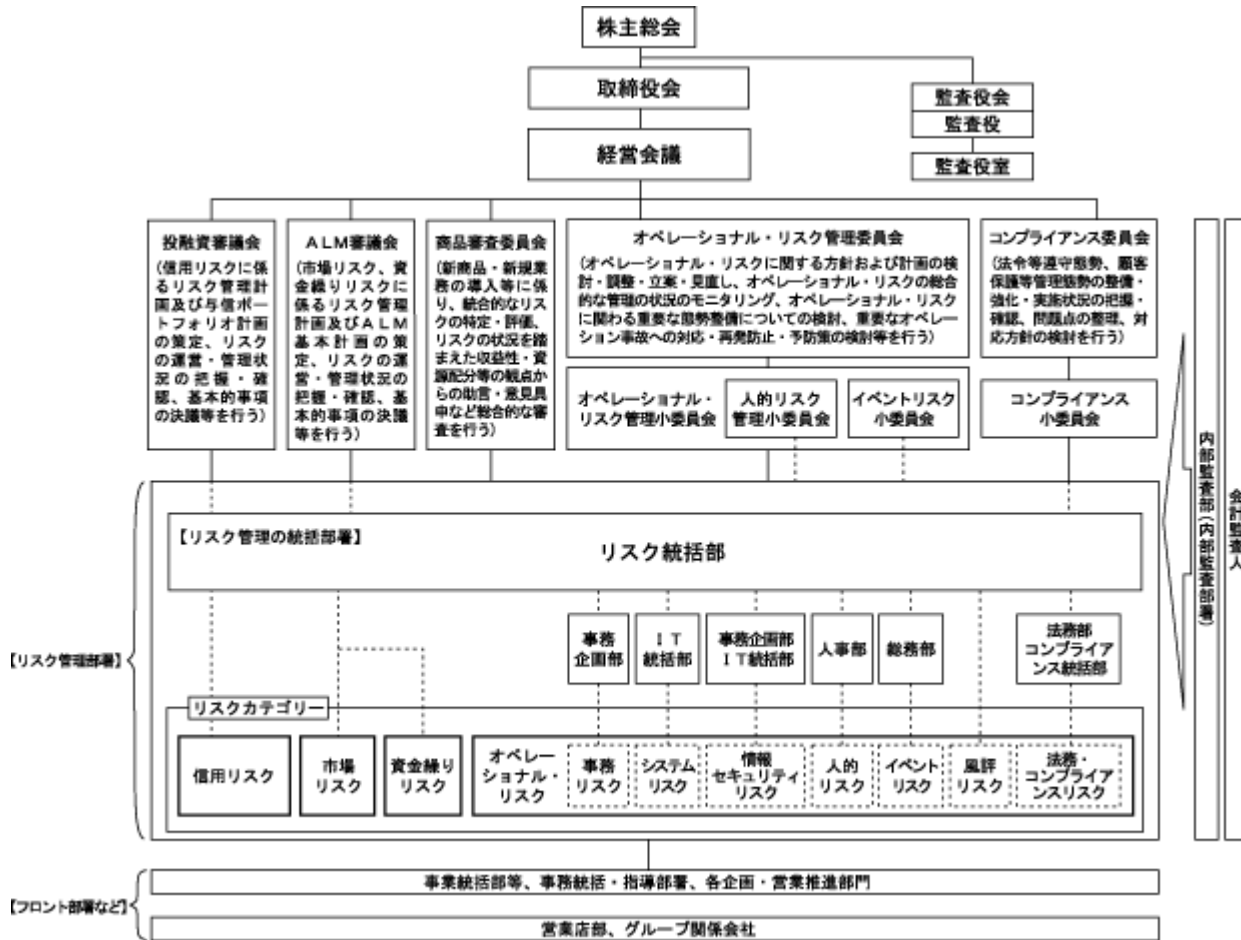 株主総会
取締役会
監査役会
監査役
経営会議
監査役室
投融資審議会
(信用リスクに係
るリスク管理計
画及び与信ポー
トフォリオ計画
の策定、リスク
の運営・管理状
況の把握・確
認、基本的事項
の決議等を行う)
ALM審議会
(市場リスク、資
金繰りリスクに
係るリスク管理
計画及びALM
基本計画の策
定、リスクの運
営・管理状況の
把握・確認、基
本的事項の決議
等を行う)
商品審査委員会
(新商品・新規業
務の導入等に係
り、統合的なリス
クの特定・評価、
リスクの状況を踏
まえた収益性・資
源配分等の観点か
らの助言・意見具
申など総合的な審
査を行う)
オペレーショナル・リスク管理委員会
(オペレーショナル・リスクに関する方針および計画の検
討・調整・立案・見直し、オペレーショナル・リスクの総合
的な管理の状況のモニタリング、オペレーショナル・リスク
に関わる重要な態勢整備についての検討、重要なオペレ
ーション事故への対応・再発防止・予防策の検討等を行う)
コンプライアンス委員会
(法令等遵守態勢、顧客
保護等管理態勢の整備・
強化・実施状況の把握・
確認、問題点の整理、対
応方針の検討を行う)
オペレーショナル・
リスク管理小委員会
人的リスク
管理小委員会
イベントリスク
小委員会
コンプライアンス
小委員会
内部監査部(内部監査部署)
会計監査人
【リスク管理の統括部署】
リスク統括部
【リスク管理部署】
事務
企画部
IT
統括部
事務企画部
IT統括部
人事部
総務部
法務部
コンプライア
ンス統括部
リスクカテゴリー
信用リスク
市場
リスク
資金繰り
リスク
オペレー
ショナル・
リスク
事務
リスク
システム
リスク
情報
セキュリティ
リスク
人的
リスク
イベント
リスク
風評
リスク
法務・
コンプライア
ンスリスク
【フロント部署など】
事業統括部等、事務統括・指導部署、各企画・営業推進部門
営業店部、グループ関係会社